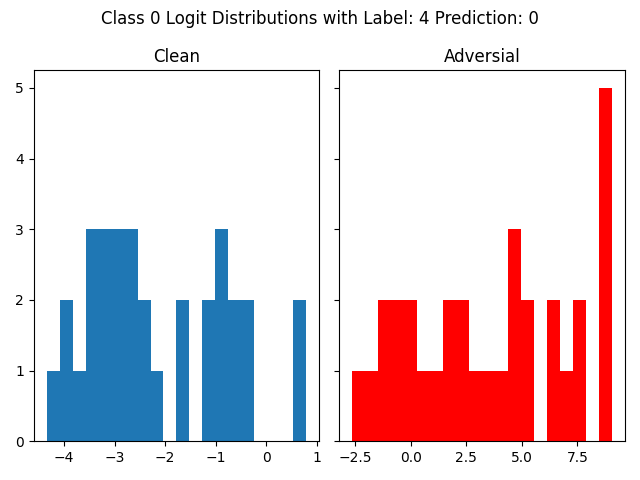 Class 0 Logit Distributions with Label: 4 Prediction: 0
Clean
Adversial
5
4
3
2
1
0
−4 −3 −2 −1 0 1
−2.5 0.0 2.5 5.0 7.5